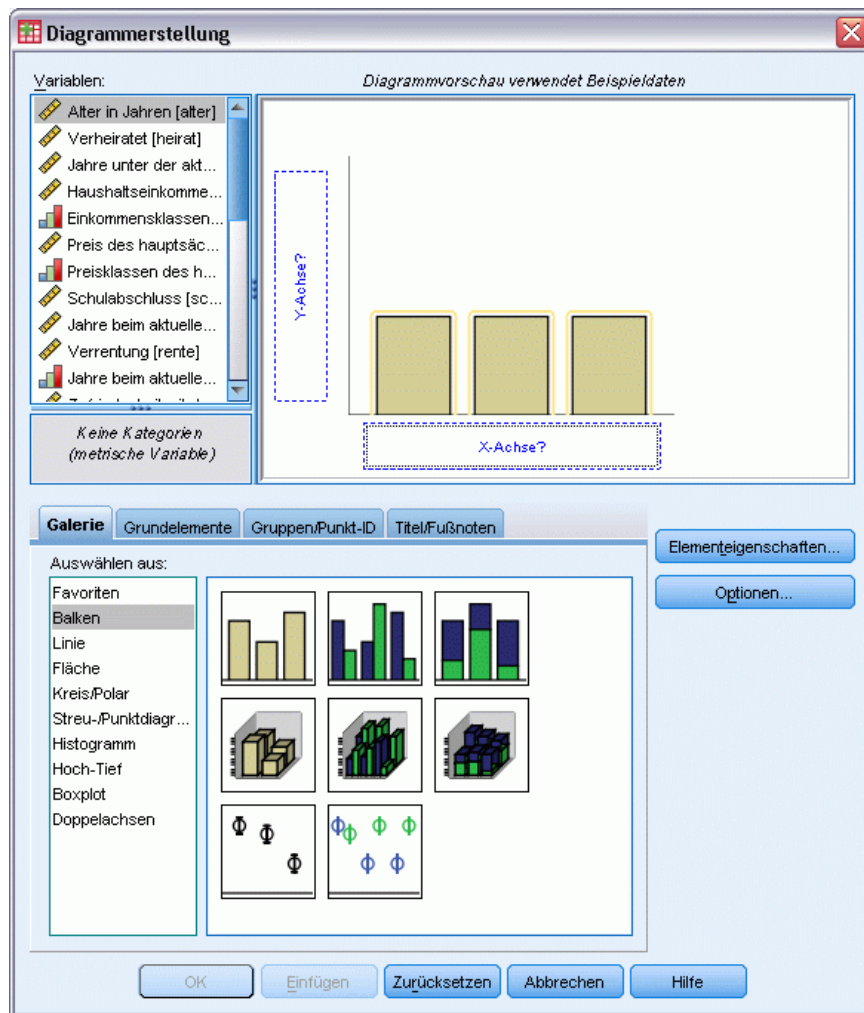 Diagrammerstellung
Variablen:
Diagrammvorschau verwendet Beispieldaten
Alter in Jahren [alter]
Verheiratet [heirat]
Jahre unter der akt...
Haushaltseinkomme...
Einkommensklassen...
Preis des hauptsäc...
Preisklassen des h...
Schulabschluss [sc...
Jahre beim aktuelle...
Verrentung [rente]
Jahre beim aktuelle...
Keine Kategorien
(metrische Variable)
Y-Achse?
X-Achse?
Galerie
Grundelemente
Gruppen/Punkt-ID
Titel/Fußnoten
Auswählen aus:
Favoriten
Balken
Linie
Fläche
Kreis/Polar
Streu-/Punktdiagr...
Histogramm
Hoch-Tief
Boxplot
Doppelachsen
Elementeigenschaften...
Optionen...
OK
Einfügen
Zurücksetzen
Abbrechen
Hilfe